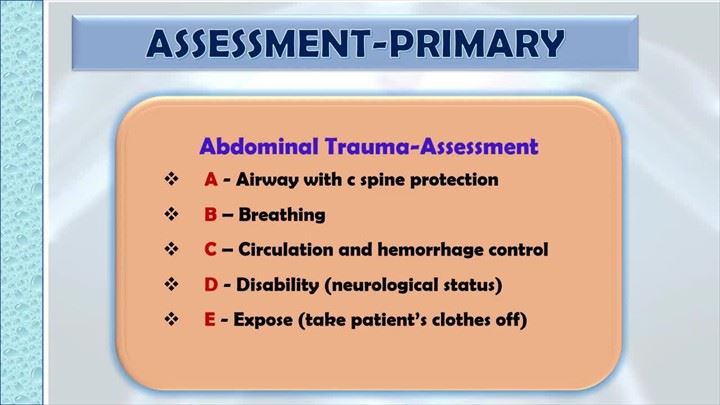 ASSESSMENT-PRIMARY
Abdominal Trauma-Assessment
❖ A - Airway with c spine protection
❖ B – Breathing
❖ C – Circulation and hemorrhage control
❖ D - Disability (neurological status)
❖ E - Expose (take patient's clothes off)